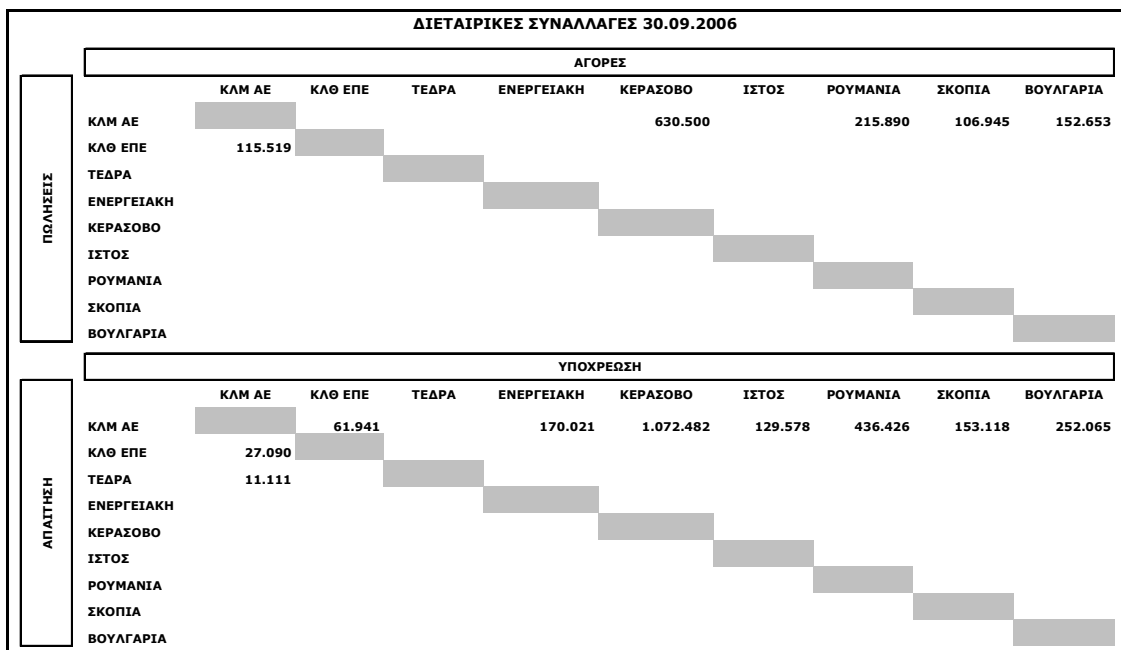 ΔΙΕΤΑΙΡΙΚΕΣ ΣΥΝΑΛΛΑΓΕΣ 30.09.2006
ΑΓΟΡΕΣ
ΚΛΜ ΑΕ ΚΛΘ ΕΠΕ ΤΕΔΡΑ ΕΝΕΡΓΕΙΑΚΗ ΚΕΡΑΣΟΒΟ ΙΣΤΟΣ ΡΟΥΜΑΝΙΑ ΣΚΟΠΙΑ ΒΟΥΛΓΑΡΙΑ
ΠΩΛΗΣΕΙΣ
ΚΛΜ ΑΕ 630.500 215.890 106.945 152.653
ΚΛΘ ΕΠΕ 115.519
ΤΕΔΡΑ
ΕΝΕΡΓΕΙΑΚΗ
ΚΕΡΑΣΟΒΟ
ΙΣΤΟΣ
ΡΟΥΜΑΝΙΑ
ΣΚΟΠΙΑ
ΒΟΥΛΓΑΡΙΑ
ΥΠΟΧΡΕΩΣΗ
ΚΛΜ ΑΕ ΚΛΘ ΕΠΕ ΤΕΔΡΑ ΕΝΕΡΓΕΙΑΚΗ ΚΕΡΑΣΟΒΟ ΙΣΤΟΣ ΡΟΥΜΑΝΙΑ ΣΚΟΠΙΑ ΒΟΥΛΓΑΡΙΑ
ΑΠΑΙΤΗΣΗ
ΚΛΜ ΑΕ 61.941 170.021 1.072.482 129.578 436.426 153.118 252.065
ΚΛΘ ΕΠΕ 27.090
ΤΕΔΡΑ 11.111
ΕΝΕΡΓΕΙΑΚΗ
ΚΕΡΑΣΟΒΟ
ΙΣΤΟΣ
ΡΟΥΜΑΝΙΑ
ΣΚΟΠΙΑ
ΒΟΥΛΓΑΡΙΑ